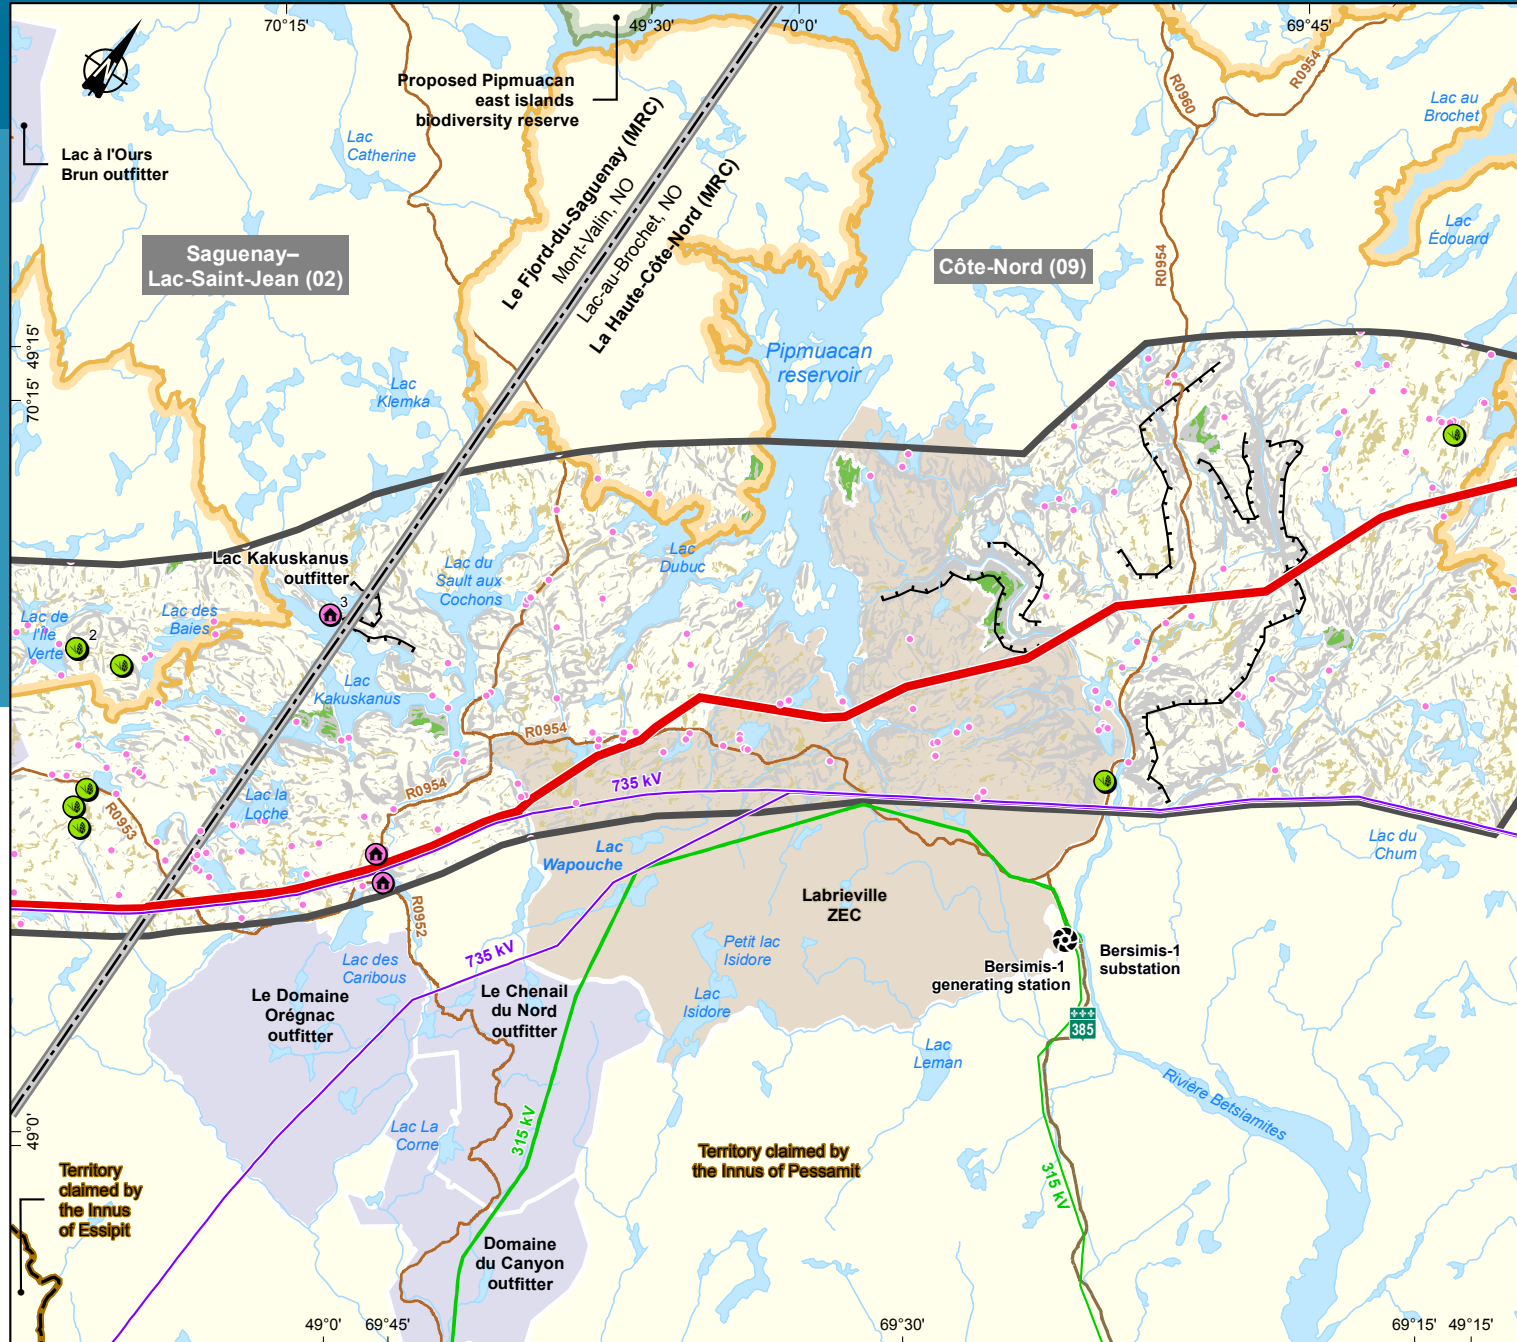 70°15'
49°30'
70°0'
69°45'
N
Proposed Pipmuacan
east islands
biodiversity reserve
R0960
R0954
Lac au
Brochet
Lac à l'Ours
Brun outfitter
Lac
Catherine
Le Fjord-du-Saguenay (MRC)
Mont-Valin, NO
Lac-au-Brochet, NO
La Haute-Côte-Nord (MRC)
Lac
Édouard
Saguenay–
Lac-Saint-Jean (02)
Côte-Nord (09)
R0954
49°15'
70°15'
Pipmuacan
reservoir
Lac
Klemka
Lac Kakuskanus
outfitter
3
Lac du
Sault aux
Cochons
Lac
Dubuc
Lac de
l'Ile
Verte
2
Lac des
Baies
Lac
Kakuskanus
R0954
735 kV
R0954
R0953
Lac la
Loche
Lac
Wapouche
Lac du
Chum
Labrieville
ZEC
R0952
735 kV
Petit lac
Isidore
Bersimis-1
substation
Bersimis-1
generating station
Lac des
Caribous
Le Domaine
Orégnac
outfitter
Le Chenail
du Nord
outfitter
Lac
Isidore
385
Lac
Leman
Rivière Betsiamites
49°0'
Lac La
Corne
315 kV
Territory claimed by
the Innus of Pessamit
315 kV
Territory
claimed by
the Innus
of Essipit
Domaine
du Canyon
outfitter
49°0'
69°45'
69°30'
69°15'
49°15'